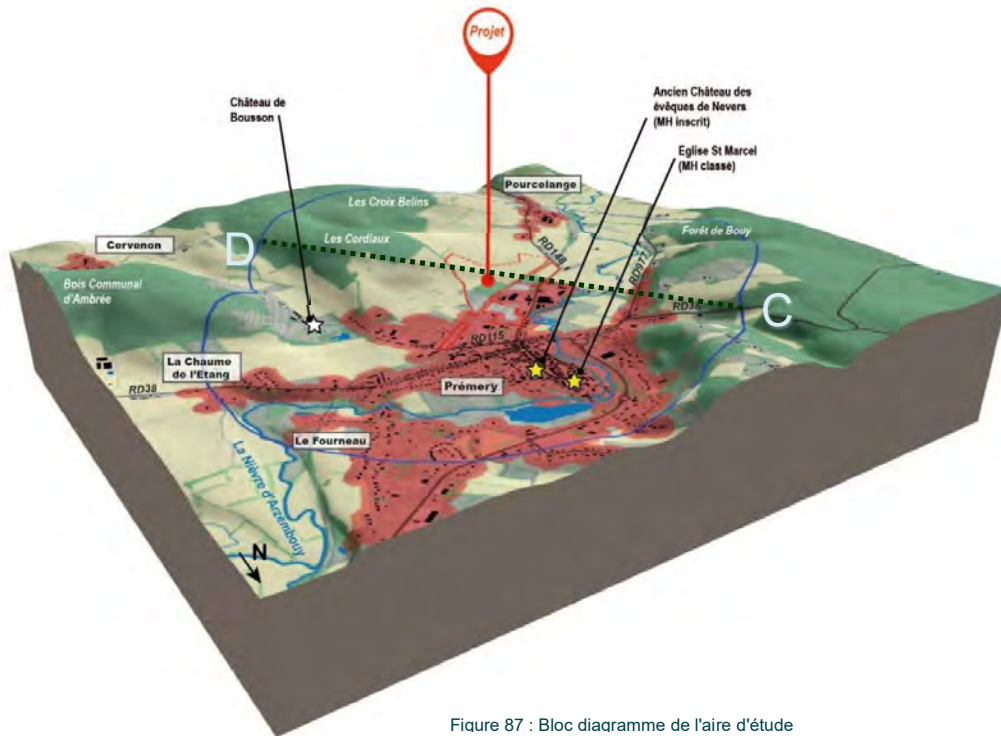 Projet
Château de
Bousson
Ancien Château des
évêques de Nevers
(MH inscrit)
Eglise St Marcel
(MH classé)
Pourcelange
Les Croix Belins
Forêt de Bouy
Les Cordiaux
Cervenon
RD148
D
RD977
Bois Communal
d'Ambrée
RD38
C
RD115
La Chaume
de l'Etang
Prémery
RD38
Le Fourneau
La Nièvre
d'Arzembouy
N
Figure 87 : Bloc diagramme de l'aire d'étude